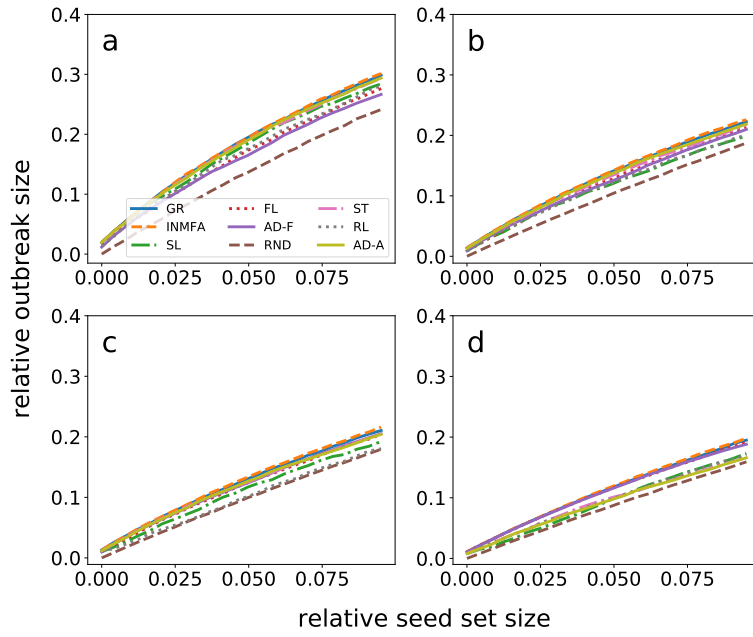 relative outbreak size
a
0.4
0.3
0.2
0.1
0.0
GR
INMFA
SL
FL
AD-F
RND
ST
RL
AD-A
0.000 0.025 0.050 0.075
b
0.4
0.3
0.2
0.1
0.0
0.000 0.025 0.050 0.075
c
0.4
0.3
0.2
0.1
0.0
0.000 0.025 0.050 0.075
d
0.4
0.3
0.2
0.1
0.0
0.000 0.025 0.050 0.075
relative seed set size